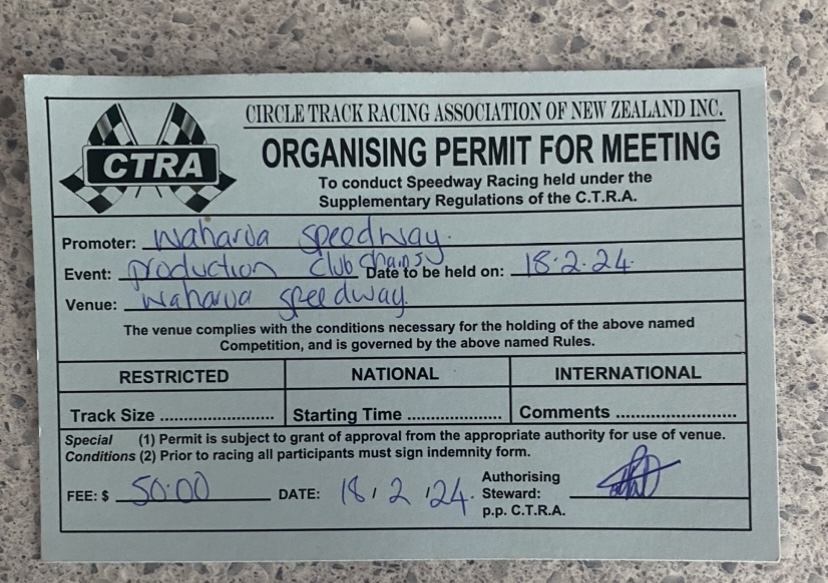 CIRCLE TRACK RACING ASSOCIATION OF NEW ZEALAND INC.
CTRA
ORGANISING PERMIT FOR MEETING
To conduct Speedway Racing held under the
Supplementary Regulations of the C.T.R.A.
Promoter: waharoa speedway.
Event: production club champs Date to be held on: 18.2.24.
Venue: waharoa speedway.
The venue complies with the conditions necessary for the holding of the above named
Competition, and is governed by the above named Rules.
RESTRICTED NATIONAL INTERNATIONAL
Track Size ........................ Starting Time .................... Comments .........................
Special (1) Permit is subject to grant of approval from the appropriate authority for use of venue.
Conditions (2) Prior to racing all participants must sign indemnity form.
Authorising
FEE: $ 50.00 DATE: 18 / 2 / 24. Steward:
p.p. C.T.R.A.